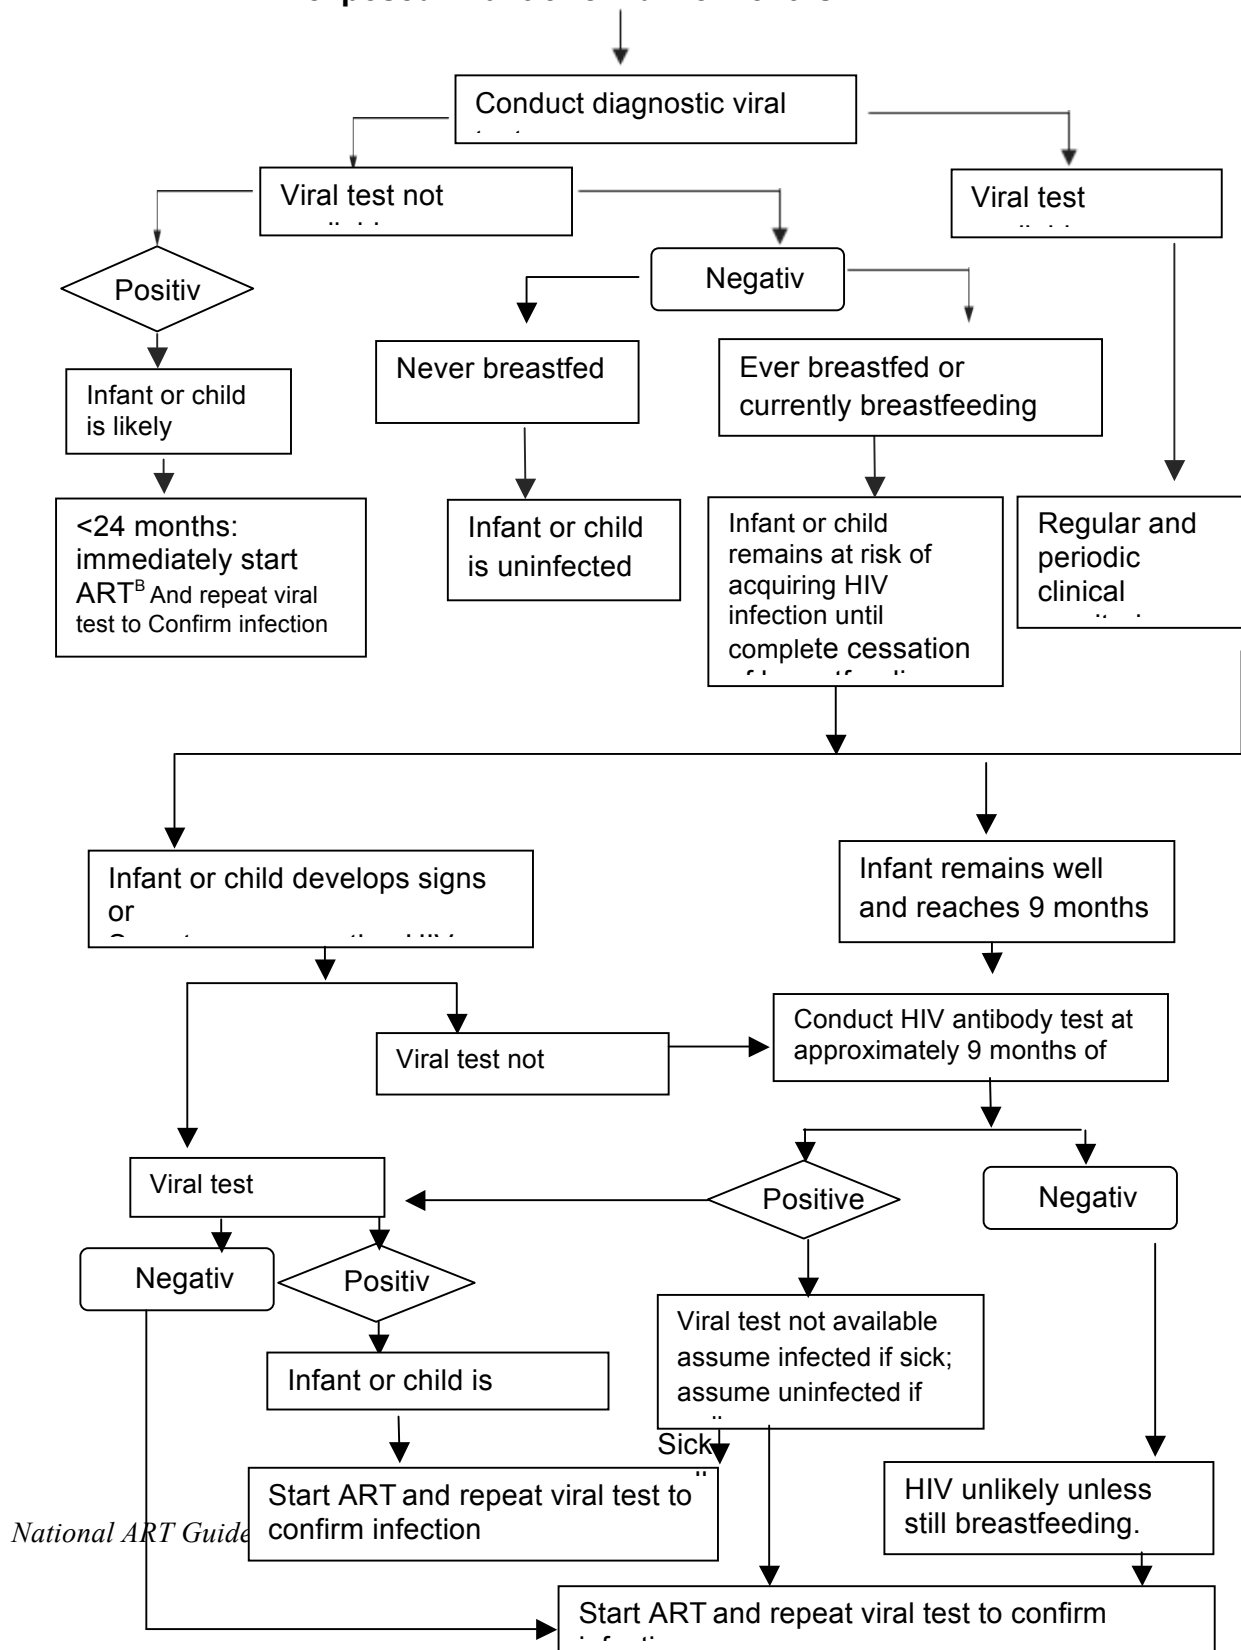 Conduct diagnostic viral
Viral test not
Viral test
Positiv
Negativ
Never breastfed
Ever breastfed or
currently breastfeeding
Infant or child
is likely
<24 months:
immediately start
ART^B And repeat viral
test to Confirm infection
Infant or child
is uninfected
Infant or child
remains at risk of
acquiring HIV
infection until
complete cessation
Regular and
periodic
clinical
Infant or child develops signs
or
Infant remains well
and reaches 9 months
Viral test not
Conduct HIV antibody test at
approximately 9 months of
Viral test
Positive
Negativ
Negativ
Positiv
Viral test not available
assume infected if sick;
assume uninfected if
Infant or child is
Sick
Start ART and repeat viral test to
confirm infection
HIV unlikely unless
still breastfeeding.
National ART Guide
Start ART and repeat viral test to confirm